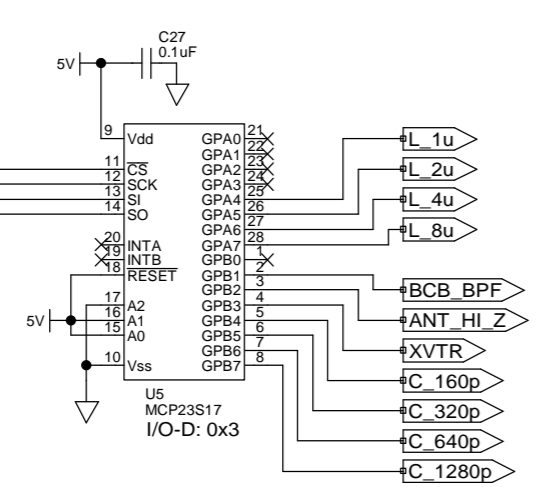 C27
0.1uF
5V
9 Vdd GPA0 21
GPA1 22
11 CS GPA2 23
12 SCK GPA3 24
13 SI GPA4 25
14 SO GPA5 26
GPA6 27
20 INTA GPA7 28
19 INTB GPB0 1
18 RESET GPB1 2
GPB2 3
17 A2 GPB3 4
16 A1 GPB4 5
15 A0 GPB5 6
GPB6 7
10 Vss GPB7 8
5V
L_1u
L_2u
L_4u
L_8u
BCB_BPF
ANT_HI_Z
XVTR
C_160p
C_320p
C_640p
C_1280p
U5
MCP23S17
I/O-D: 0x3